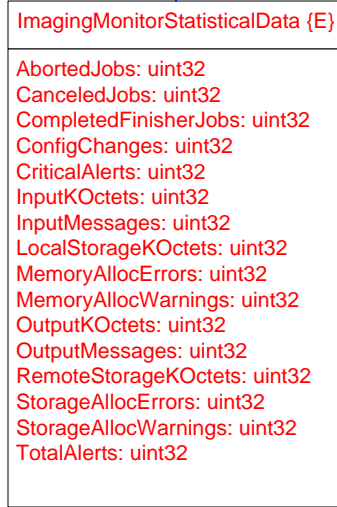 ImagingMonitorStatisticalData {E}
AbortedJobs: uint32
CanceledJobs: uint32
CompletedFinisherJobs: uint32
ConfigChanges: uint32
CriticalAlerts: uint32
InputKOctets: uint32
InputMessages: uint32
LocalStorageKOctets: uint32
MemoryAllocErrors: uint32
MemoryAllocWarnings: uint32
OutputKOctets: uint32
OutputMessages: uint32
RemoteStorageKOctets: uint32
StorageAllocErrors: uint32
StorageAllocWarnings: uint32
TotalAlerts: uint32